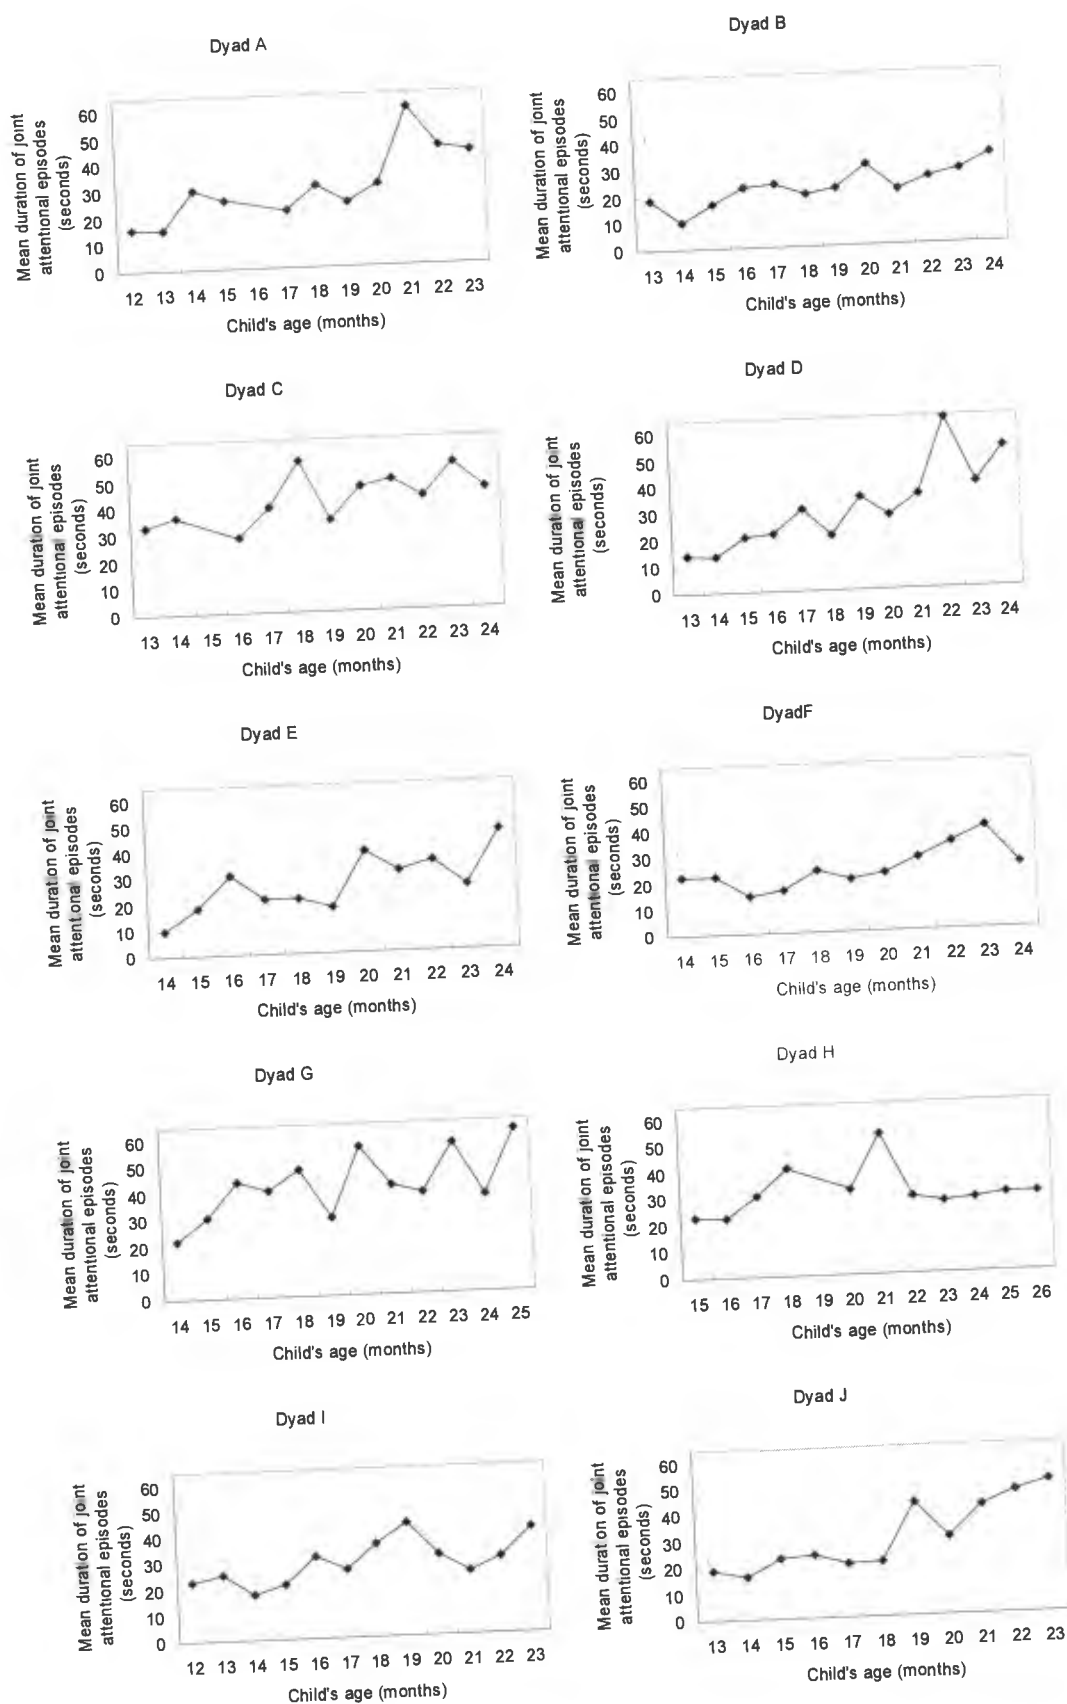 Dyad A
Mean duration of joint
attentional episodes
(seconds)
60
50
40
30
20
10
0
12 13 14 15 16 17 18 19 20 21 22 23
Child's age (months)
Dyad B
Mean duration of joint
attentional episodes
(seconds)
60
50
40
30
20
10
0
13 14 15 16 17 18 19 20 21 22 23 24
Child's age (months)
Dyad C
Mean duration of joint
attentional episodes
(seconds)
60
50
40
30
20
10
0
13 14 15 16 17 18 19 20 21 22 23 24
Child's age (months)
Dyad D
Mean duration of joint
attentional episodes
(seconds)
60
50
40
30
20
10
0
13 14 15 16 17 18 19 20 21 22 23 24
Child's age (months)
Dyad E
Mean duration of joint
attentional episodes
(seconds)
60
50
40
30
20
10
0
14 15 16 17 18 19 20 21 22 23 24
Child's age (months)
DyadF
Mean duration of joint
attentional episodes
(seconds)
60
50
40
30
20
10
0
14 15 16 17 18 19 20 21 22 23 24
Child's age (months)
Dyad G
Mean duration of joint
attentional episodes
(seconds)
60
50
40
30
20
10
0
14 15 16 17 18 19 20 21 22 23 24 25
Child's age (months)
Dyad H
Mean duration of joint
attentional episodes
(seconds)
60
50
40
30
20
10
0
15 16 17 18 19 20 21 22 23 24 25 26
Child's age (months)
Dyad I
Mean duration of joint
attentional episodes
(seconds)
60
50
40
30
20
10
0
12 13 14 15 16 17 18 19 20 21 22 23
Child's age (months)
Dyad J
Mean duration of joint
attentional episodes
(seconds)
60
50
40
30
20
10
0
13 14 15 16 17 18 19 20 21 22 23
Child's age (months)